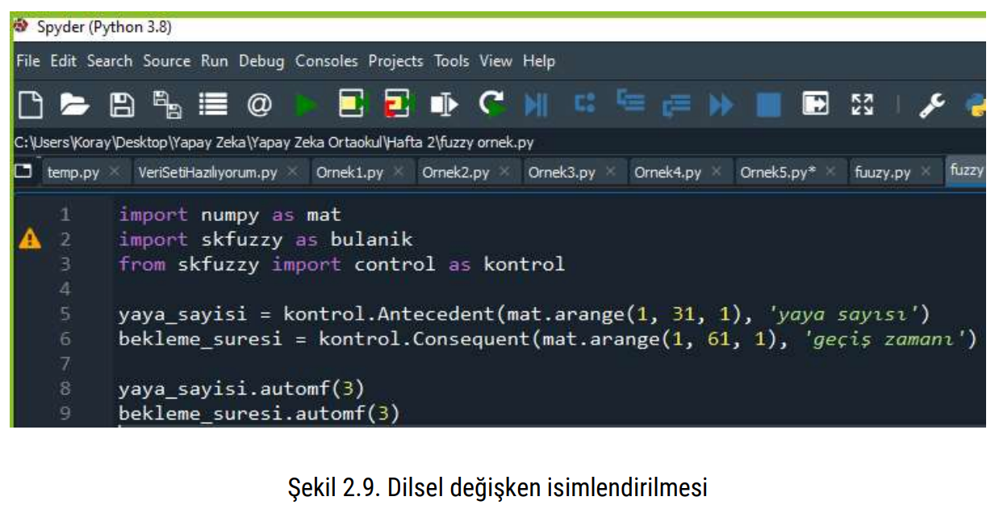 Spyder (Python 3.8)
File Edit Search Source Run Debug Consoles Projects Tools View Help
C:\Users\Koray\Desktop\Yapay Zeka\Yapay Zeka Ortaokul\Hafta 2\fuzzy ornek.py
temp.py VeriSetiHazılıyorum.py Ornek1.py Ornek2.py Ornek3.py Ornek4.py Ornek5.py* fuuzy.py fuzzy
1 import numpy as mat
2 import skfuzzy as bulanik
3 from skfuzzy import control as kontrol
4
5 yaya_sayisi = kontrol.Antecedent(mat.arange(1, 31, 1), 'yaya sayısı')
6 bekleme_suresi = kontrol.Consequent(mat.arange(1, 61, 1), 'geçiş zamanı')
7
8 yaya_sayisi.automf(3)
9 bekleme_suresi.automf(3)
Şekil 2.9. Dilsel değişken isimlendirilmesi